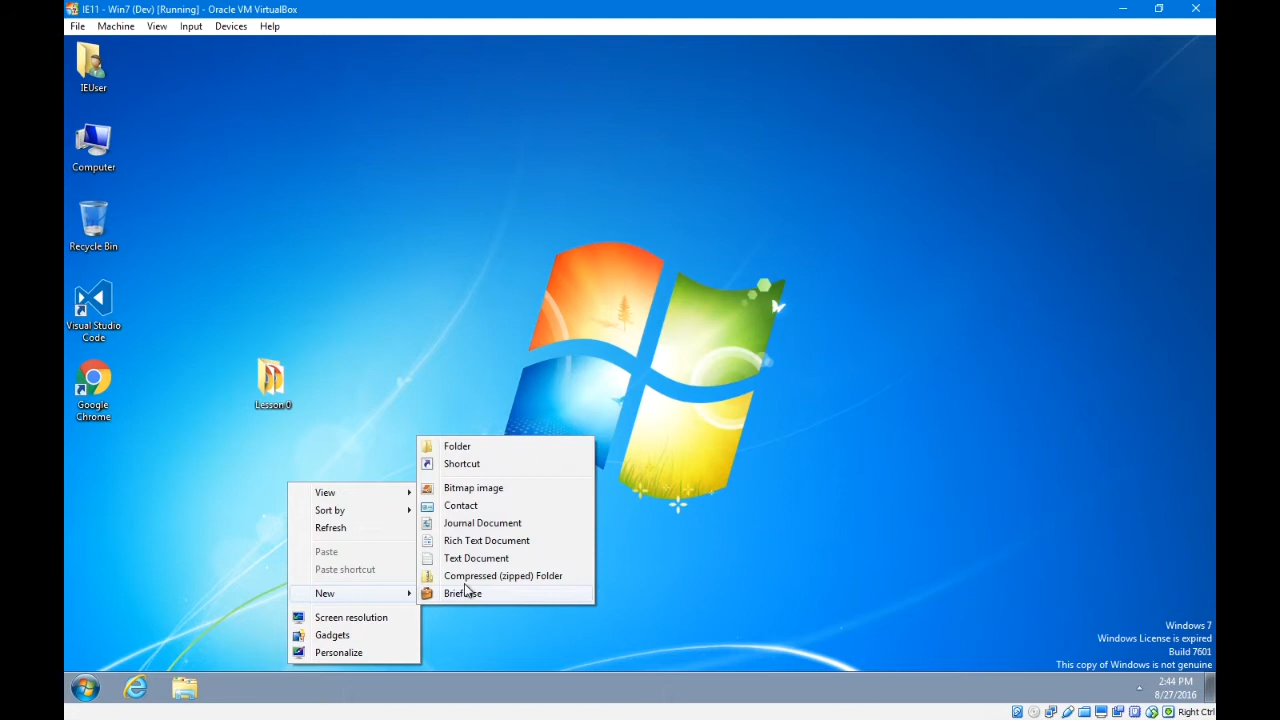 IE11 - Win7 (Dev) [Running] - Oracle VM VirtualBox
File Machine View Input Devices Help
IEUser
Computer
Recycle Bin
Visual Studio
Code
Google
Chrome
Lesson 0
Folder
Shortcut
Bitmap image
Contact
Journal Document
Rich Text Document
Text Document
Compressed (zipped) Folder
Briefcase
View
Sort by
Refresh
Paste
Paste shortcut
New
Screen resolution
Gadgets
Personalize
Windows 7
Windows License is expired
Build 7601
This copy of Windows is not genuine
2:44 PM
8/27/2016
Right Ctrl